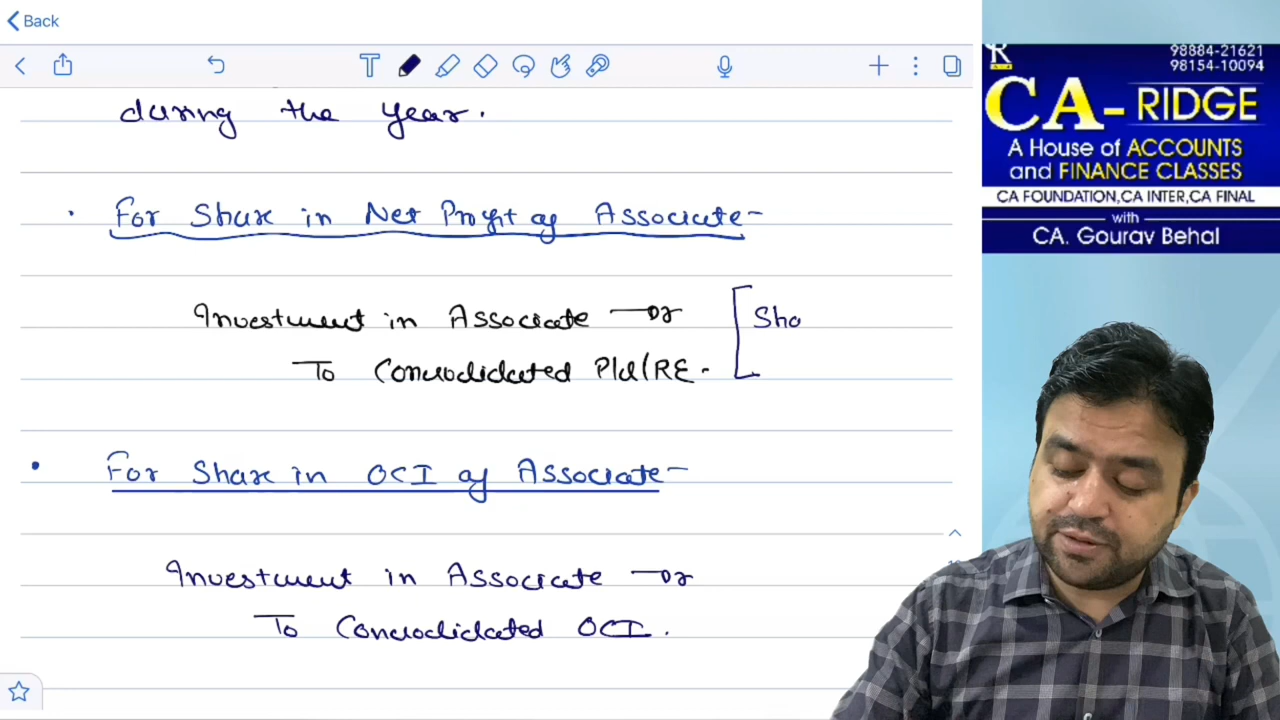 Back
98884-21621
98154-10094
CA- RIDGE
A House of ACCOUNTS
and FINANCE CLASSES
CA FOUNDATION,CA INTER,CA FINAL
with
CA. Gourav Behal
during the year.
• For Share in Net Profit of Associate-
Investment in Associate -Dr
To Consolidated P&L/RE.
[Sha
• For Share in OCI of Associate-
Investment in Associate -Dr
To Consolidated OCI.